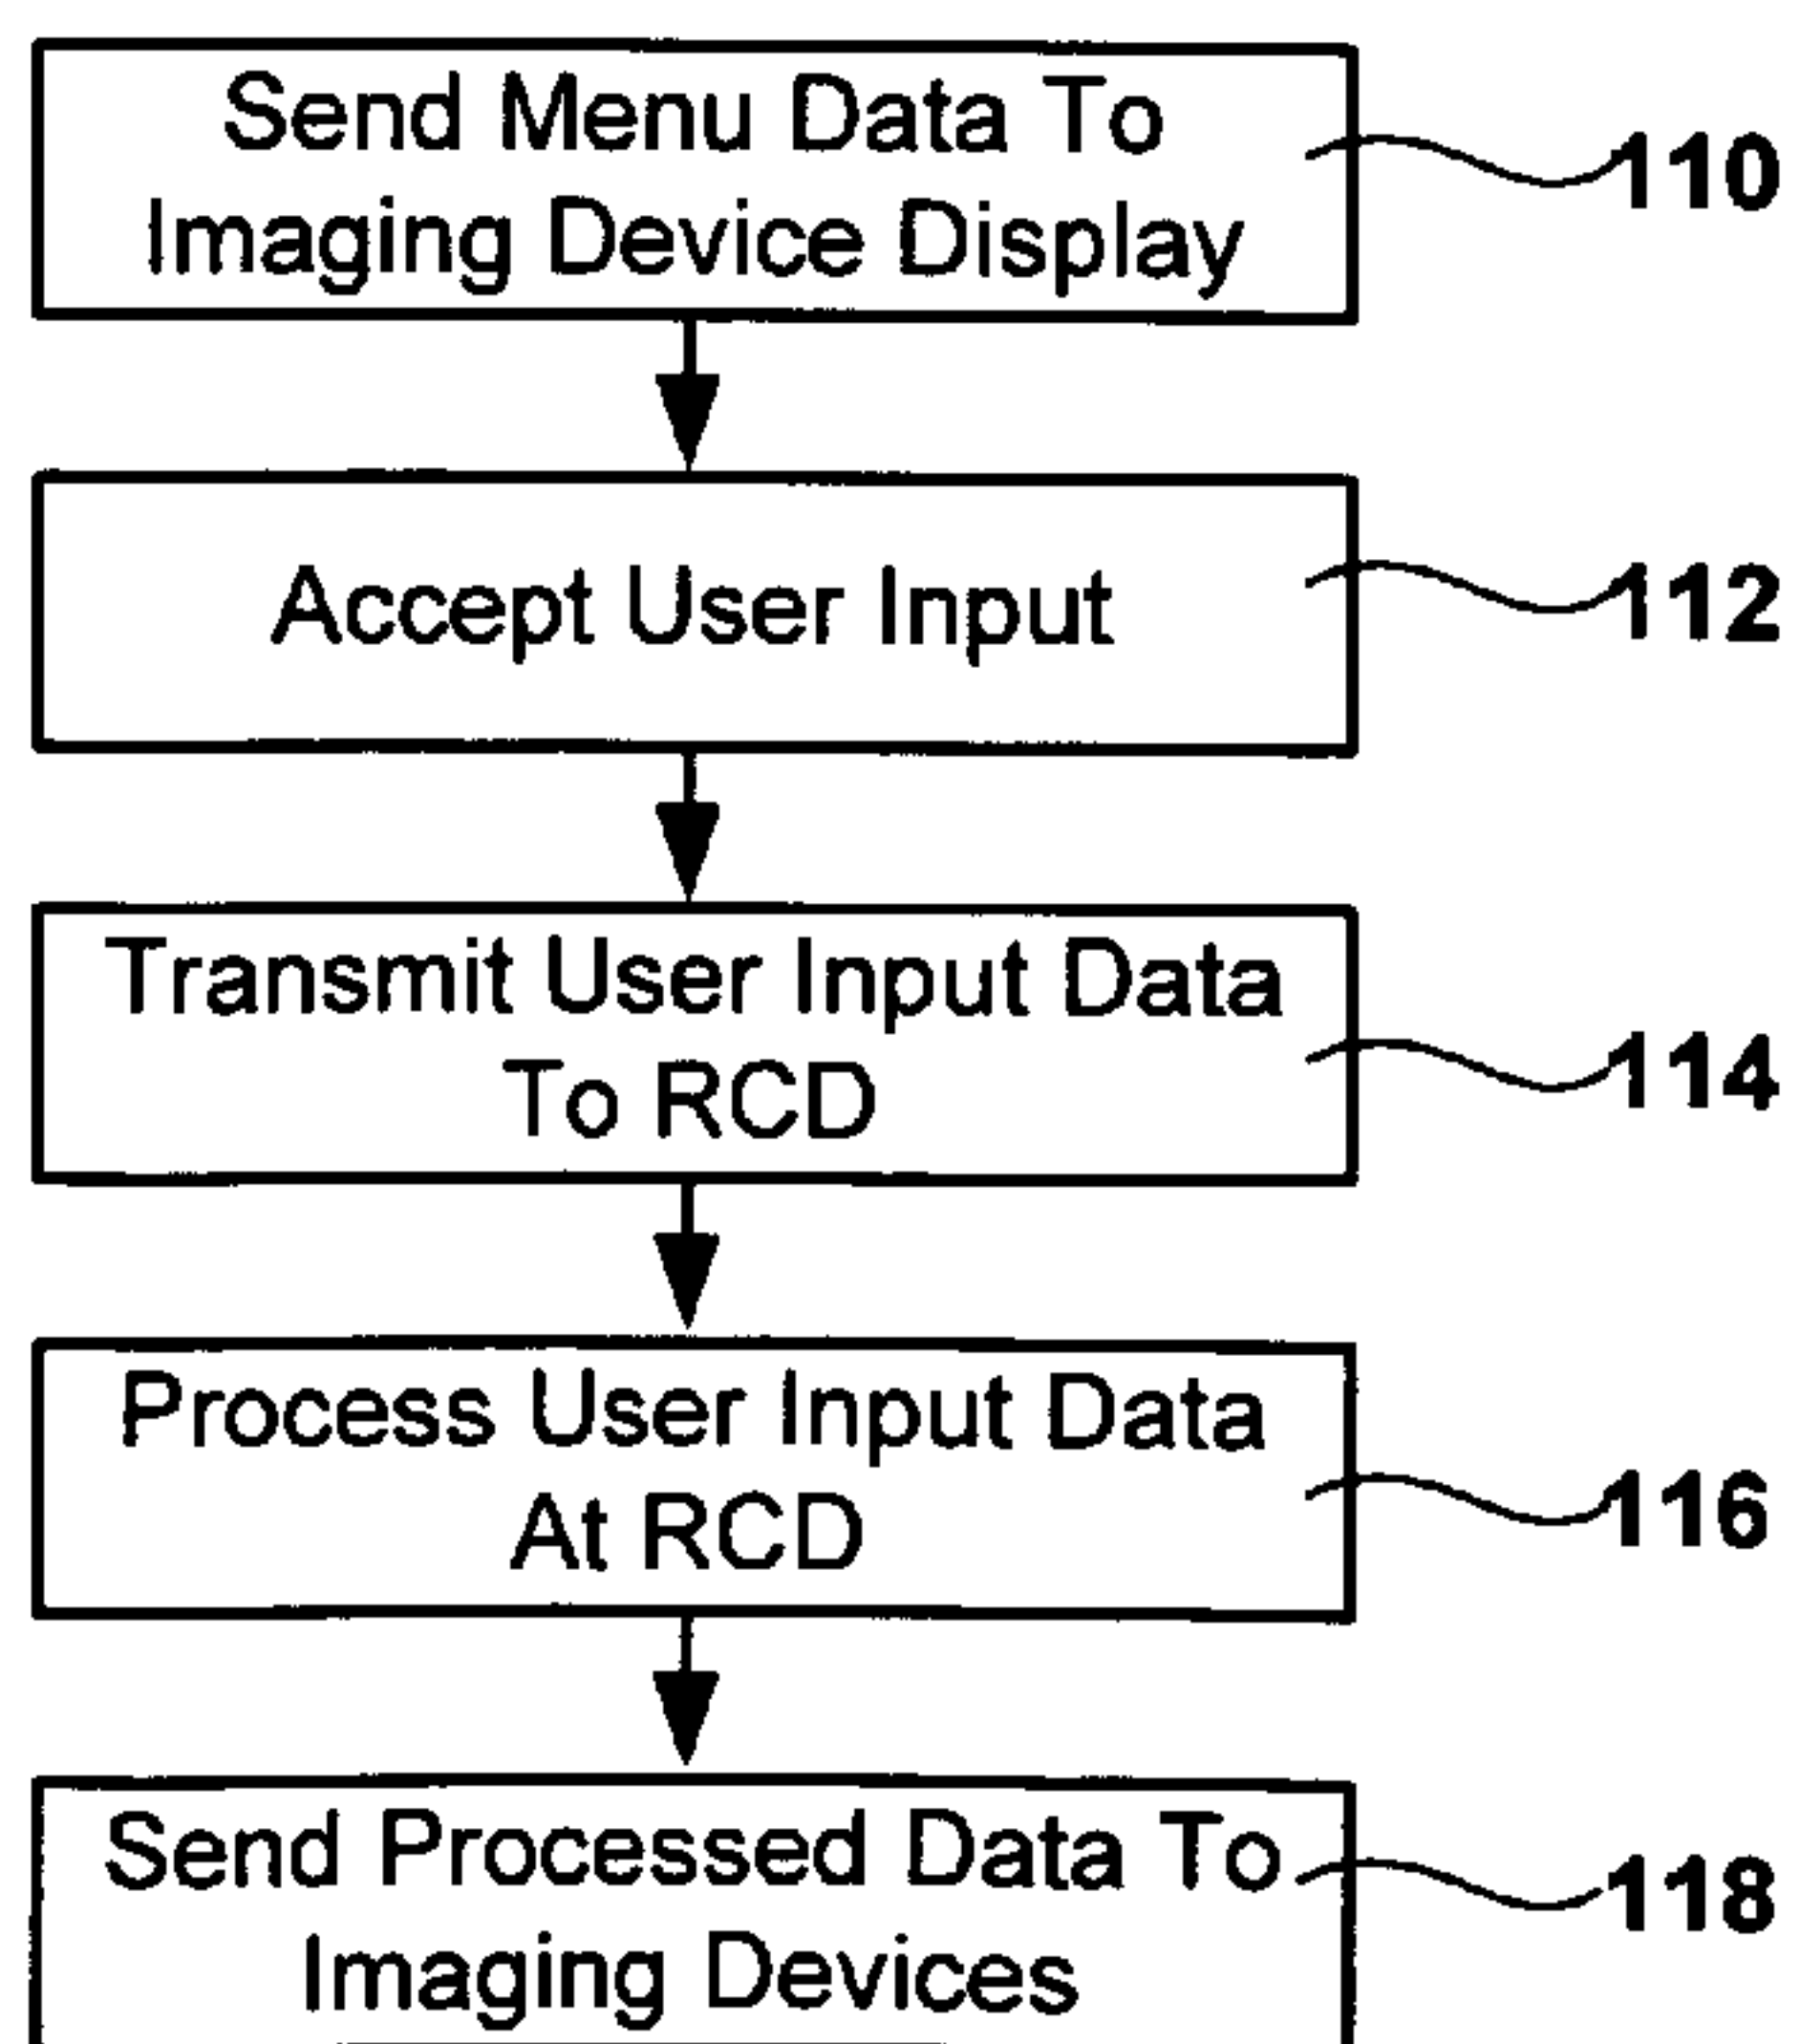 Send Menu Data To
Imaging Device Display
110
Accept User Input
112
Transmit User Input Data
To RCD
114
Process User Input Data
At RCD
116
Send Processed Data To
Imaging Devices
118